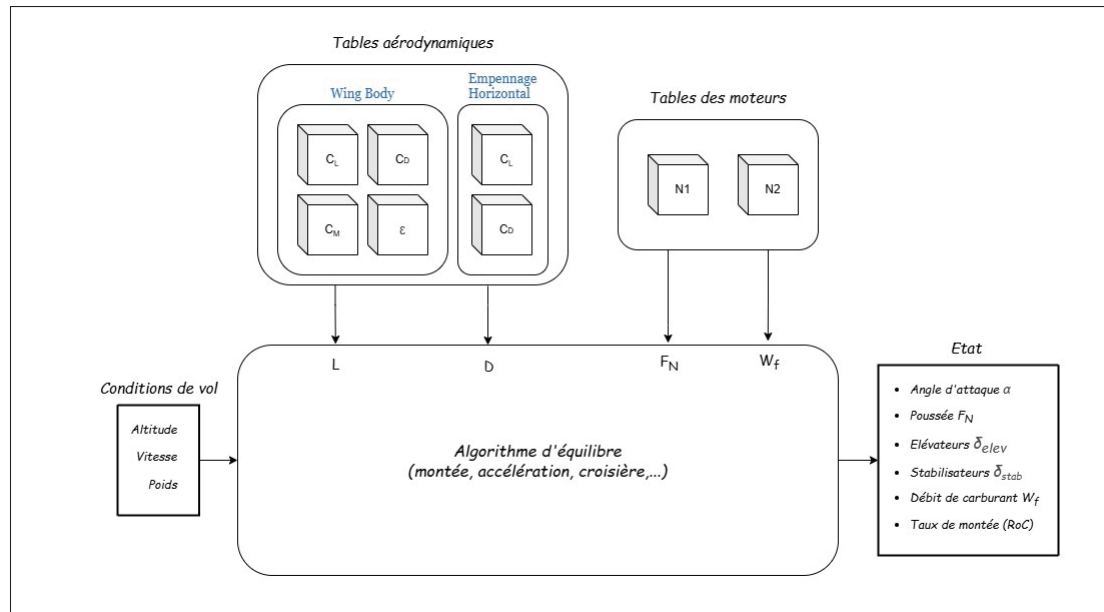 Tables aérodynamiques
Wing Body
Empennage
Horizontal
C_L
C_D
C_L
C_M
ε
C_D
Tables des moteurs
N1
N2
L
D
F_N
W_f
Conditions de vol
Altitude
Vitesse
Poids
Algorithme d'équilibre
(montée, accélération, croisière,...)
Etat
• Angle d'attaque α
• Poussée F_N
• Elévateurs δ_elev
• Stabilisateurs δ_stab
• Débit de carburant W_f
• Taux de montée (RoC)